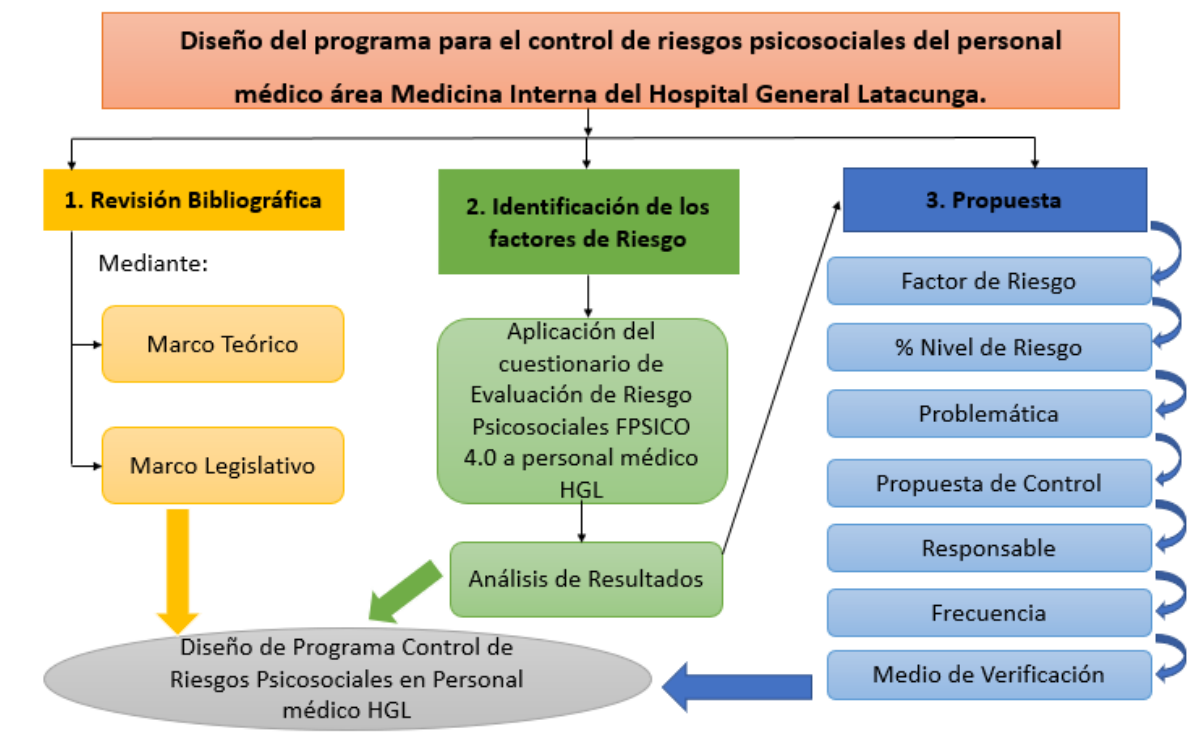 Diseño del programa para el control de riesgos psicosociales del personal
médico área Medicina Interna del Hospital General Latacunga.
1. Revisión Bibliográfica
Mediante:
Marco Teórico
Marco Legislativo
2. Identificación de los
factores de Riesgo
Aplicación del
cuestionario de
Evaluación de Riesgo
Psicosociales FPSICO
4.0 a personal médico
HGL
Análisis de Resultados
3. Propuesta
Factor de Riesgo
% Nivel de Riesgo
Problemática
Propuesta de Control
Responsable
Frecuencia
Medio de Verificación
Diseño de Programa Control de
Riesgos Psicosociales en Personal
médico HGL